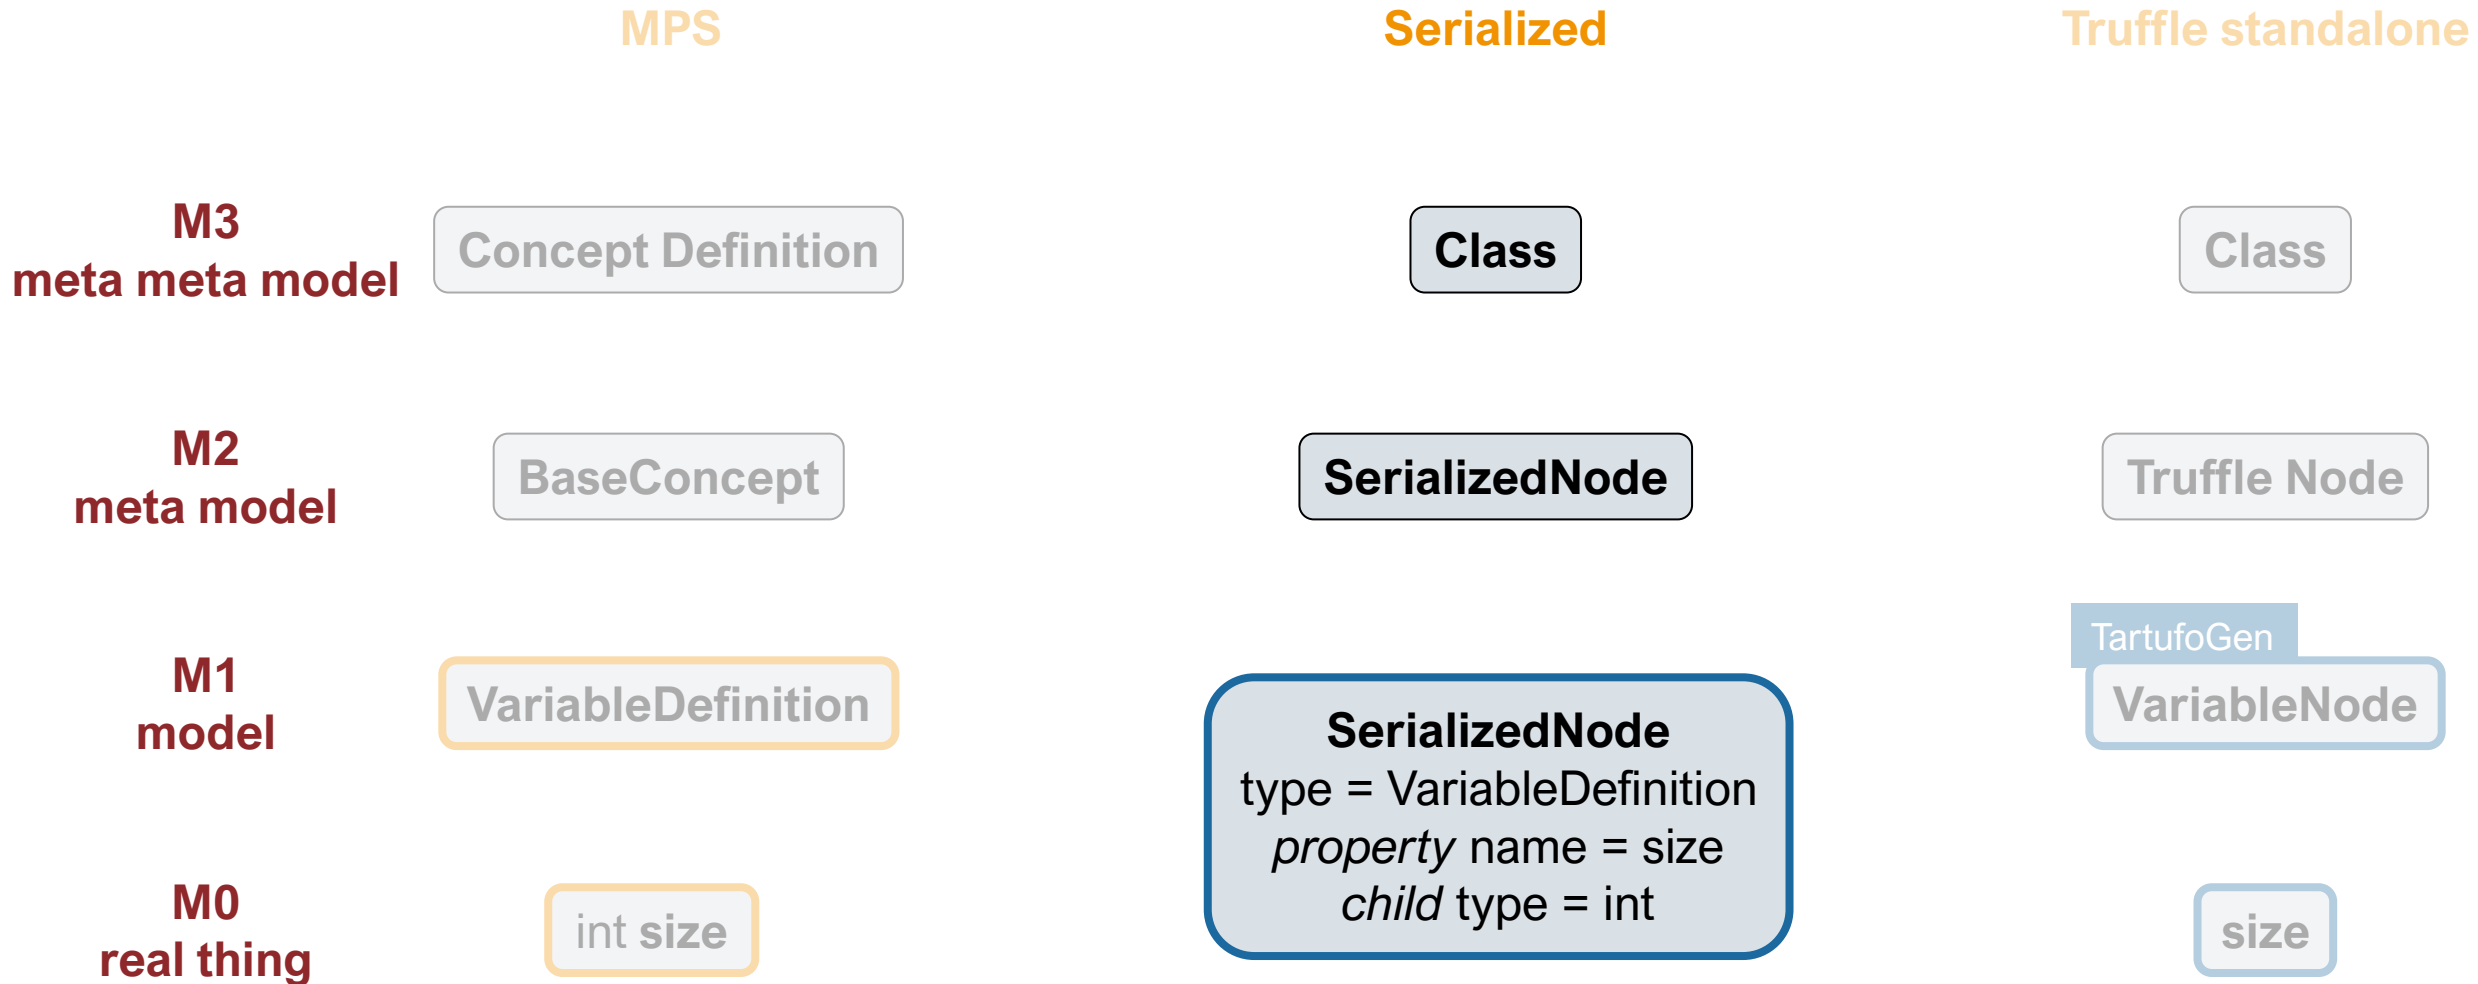 MPS
Serialized
Truffle standalone
M3
meta meta model
Concept Definition
Class
Class
M2
meta model
BaseConcept
SerializedNode
Truffle Node
M1
model
VariableDefinition
SerializedNode
type = VariableDefinition
property name = size
child type = int
TartufoGen
VariableNode
M0
real thing
int size
size